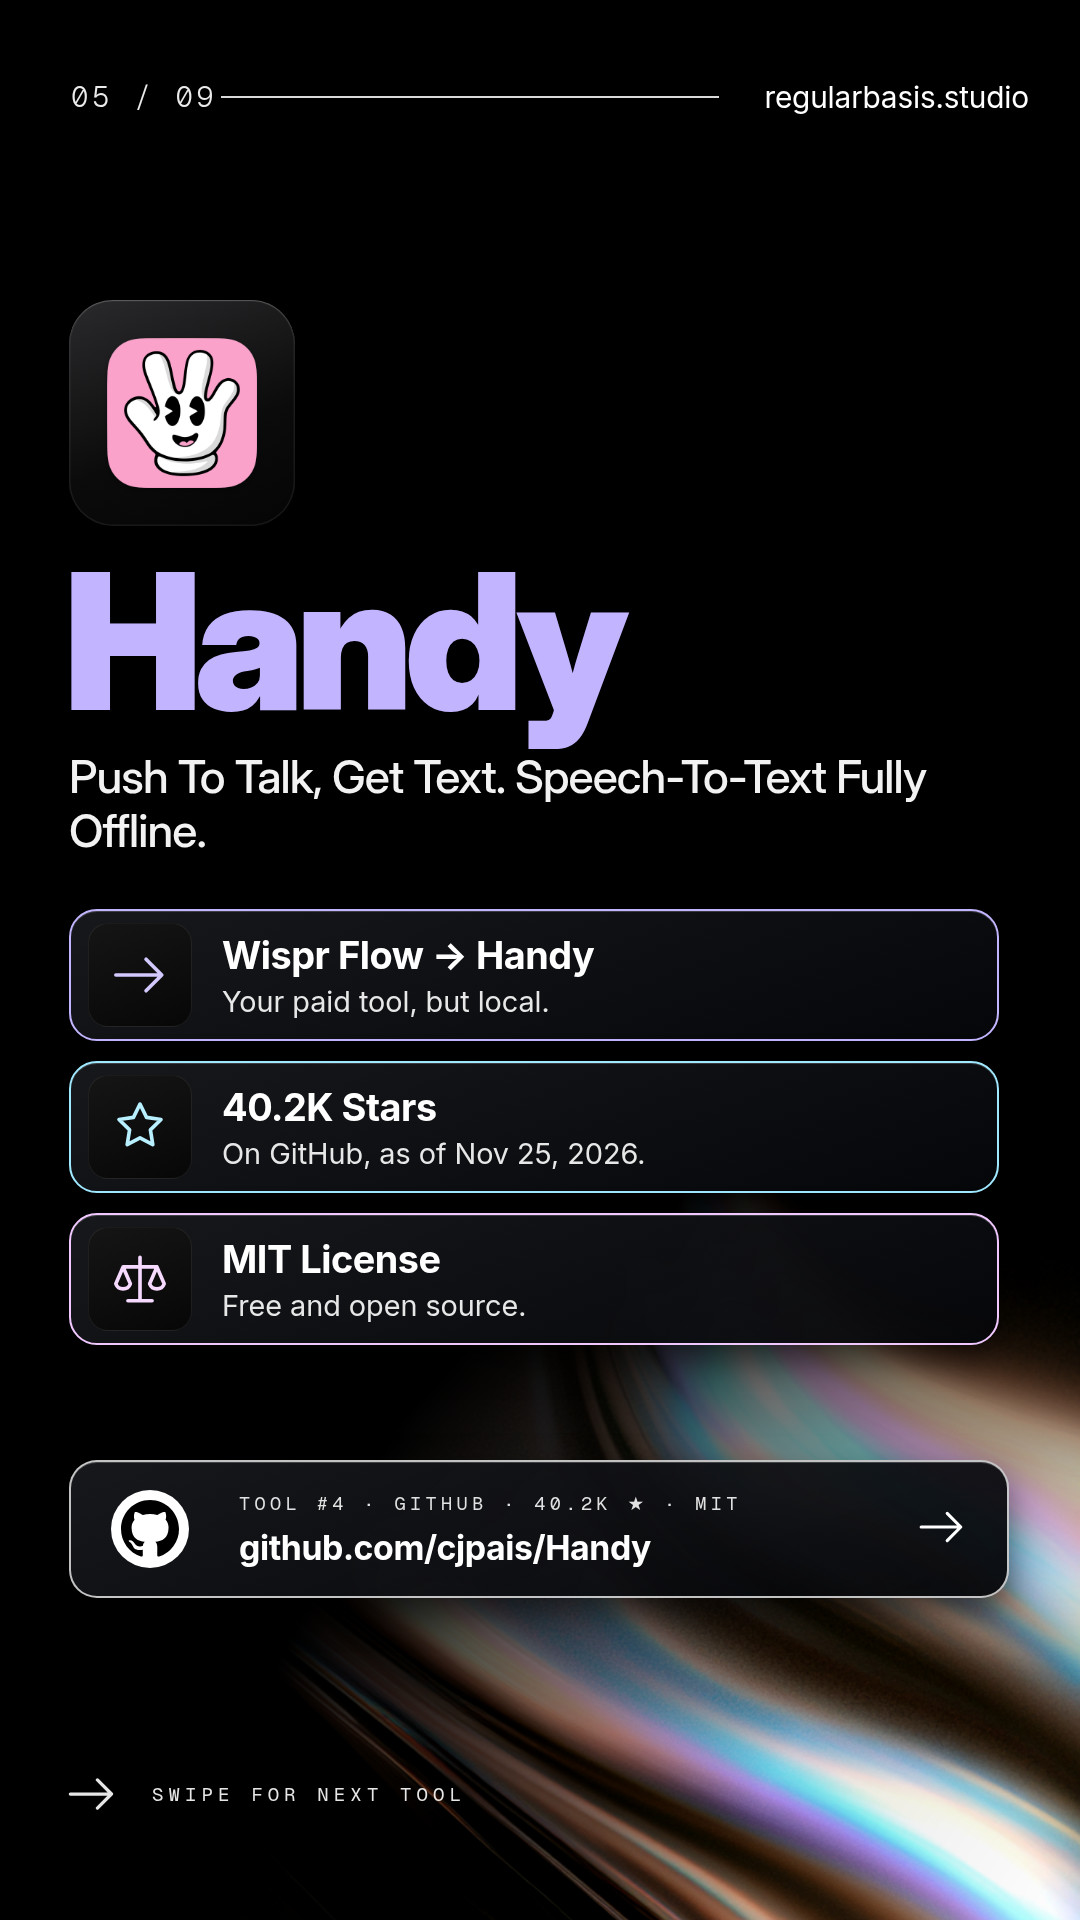 05 / 09
regularbasis.studio
Handy
Push To Talk, Get Text. Speech-To-Text Fully
Offline.
Wispr Flow → Handy
Your paid tool, but local.
40.2K Stars
On GitHub, as of Nov 25, 2026.
MIT License
Free and open source.
TOOL #4 · GITHUB · 40.2K ★ · MIT
github.com/cjpais/Handy
SWIPE FOR NEXT TOOL